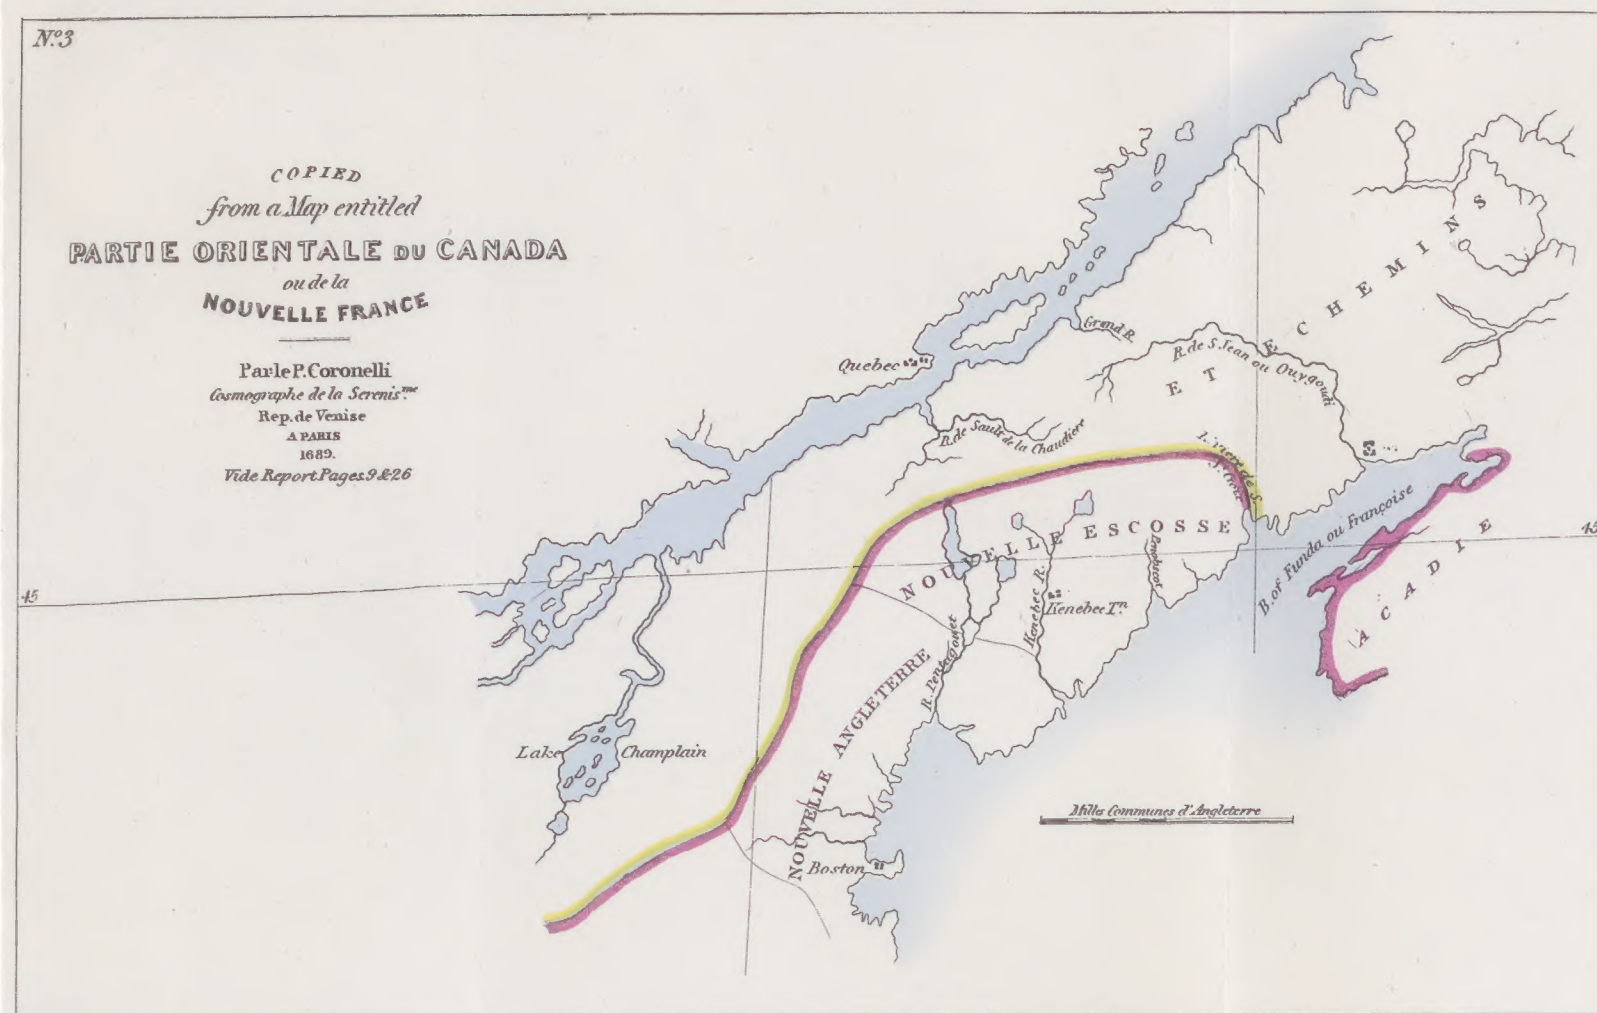 No. 3
COPIED
from a Map entitled
PARTIE ORIENTALE DU CANADA
ou de la
NOUVELLE FRANCE
Par le P. Coronelli
Cosmographe de la Serenis.me
Rep. de Venise
A PARIS
1689.
Vide Report Pages 9 & 26
Quebec
Grand R.
R. de S. Jean ou Ouygoudi
ET ECHEMINS
R. de Sault de la Chaudiere
de S.
NOUVELLE ESCOSSE
B. of Funda ou Françoise
ACADIE
45
45
Penobscot
Kenebec R.
Kenebec Tn.
R. Pentagouet
NOUVELLE ANGLETERRE
Lake Champlain
Milles Communes d'Angleterre
Boston